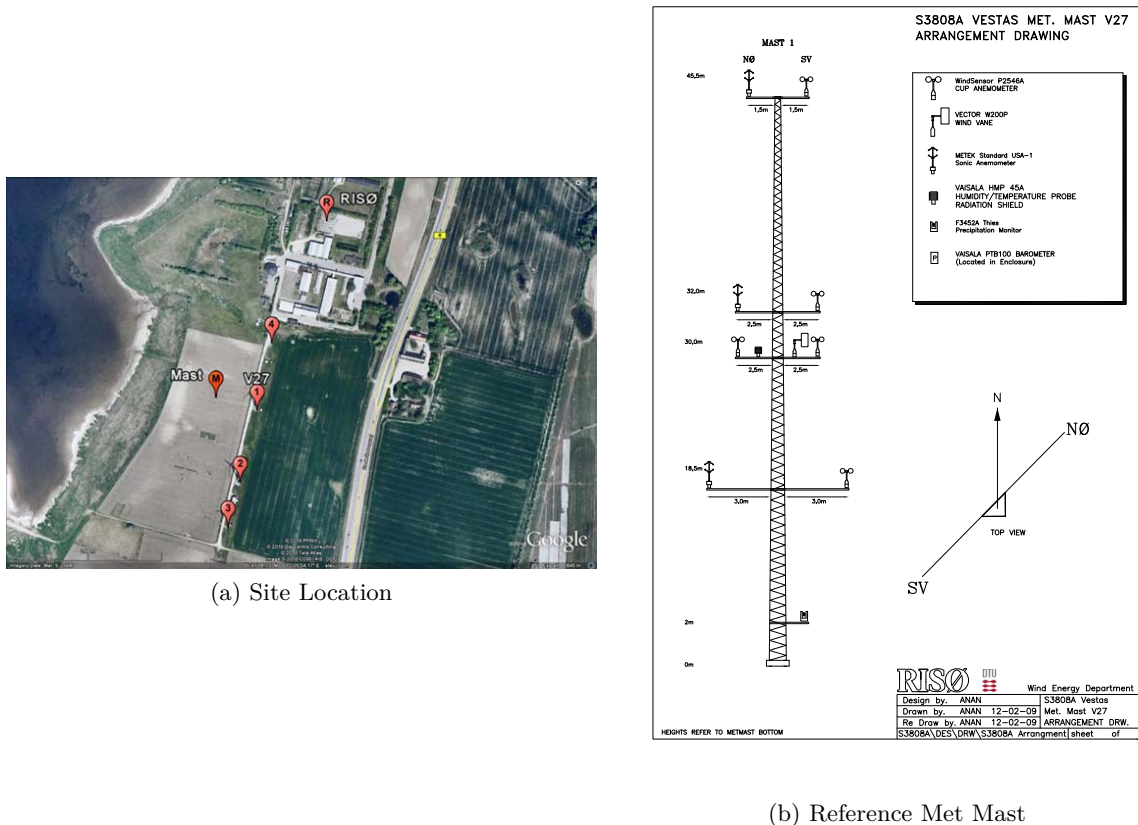 R RISØ
6
4
Mast M V27
1
2
3
Google
(a) Site Location
S3808A VESTAS MET. MAST V27
ARRANGEMENT DRAWING
MAST 1
NØ SV
45,5m
1,5m 1,5m
32,0m
2,5m 2,5m
30,0m
2,5m 2,5m
18,5m
3,0m 3,0m
2m
0m
WindSensor P2546A
CUP ANEMOMETER
VECTOR W200P
WIND VANE
METEK Standard USA-1
Sonic Anemometer
VAISALA HMP 45A
HUMIDITY/TEMPERATURE PROBE
RADIATION SHIELD
F3452A Thies
Precipitation Monitor
P
VAISALA PTB100 BAROMETER
(Located in Enclosure)
N
NØ
TOP VIEW
SV
RISØ DTU
Wind Energy Department
Design by. ANAN S3808A Vestas
Drawn by. ANAN 12-02-09 Met. Mast V27
Re Draw by. ANAN 12-02-09 ARRANGEMENT DRW.
S3808A\DES\DRW\S3808A Arrangment sheet of
HEIGHTS REFER TO METMAST BOTTOM
(b) Reference Met Mast